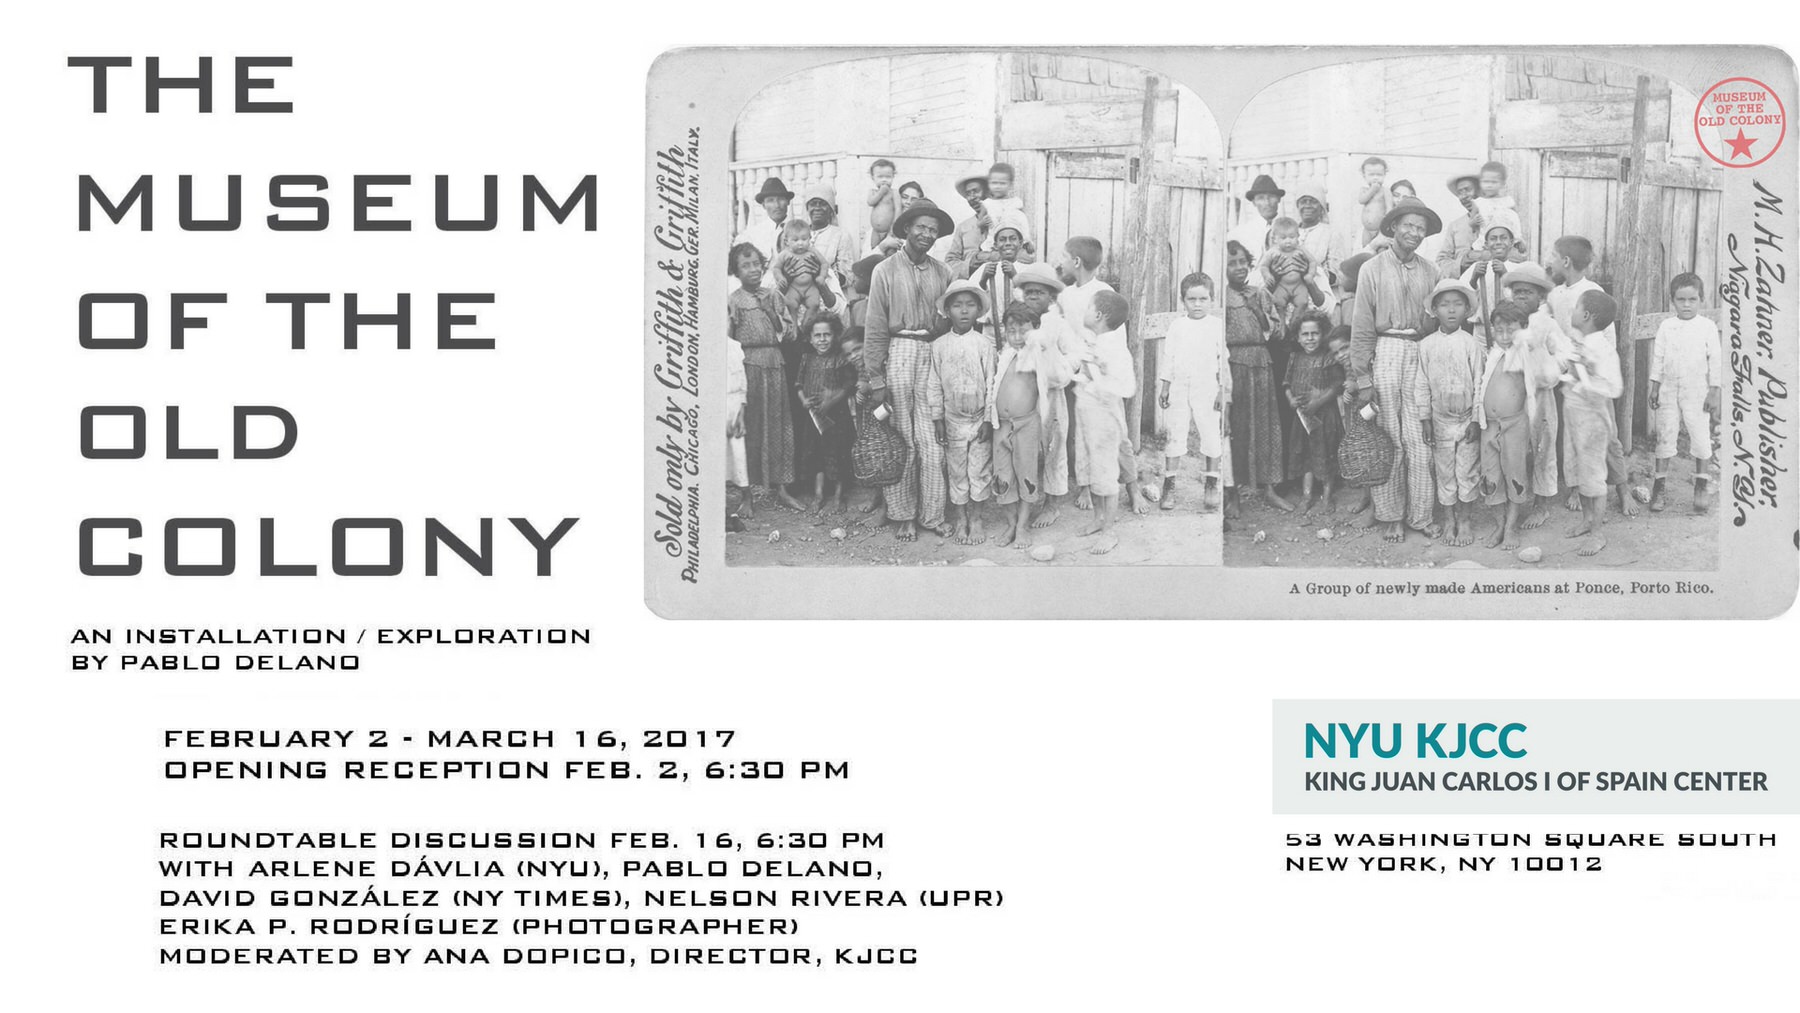 THE
MUSEUM
OF THE
OLD
COLONY
AN INSTALLATION / EXPLORATION
BY PABLO DELANO
Sold only by Griffith & Griffith
PHILADELPHIA. CHICAGO, LONDON, HAMBURG, GER. MILAN. ITALY.
MUSEUM
OF THE
OLD COLONY
M. H. Zahner, Publisher,
Niagara Falls, N.Y.
A Group of newly made Americans at Ponce, Porto Rico.
FEBRUARY 2 - MARCH 16, 2017
OPENING RECEPTION FEB. 2, 6:30 PM
ROUNDTABLE DISCUSSION FEB. 16, 6:30 PM
WITH ARLENE DÁVLIA (NYU), PABLO DELANO,
DAVID GONZÁLEZ (NY TIMES), NELSON RIVERA (UPR)
ERIKA P. RODRÍGUEZ (PHOTOGRAPHER)
MODERATED BY ANA DOPICO, DIRECTOR, KJCC
NYU KJCC
KING JUAN CARLOS I OF SPAIN CENTER
53 WASHINGTON SQUARE SOUTH
NEW YORK, NY 10012